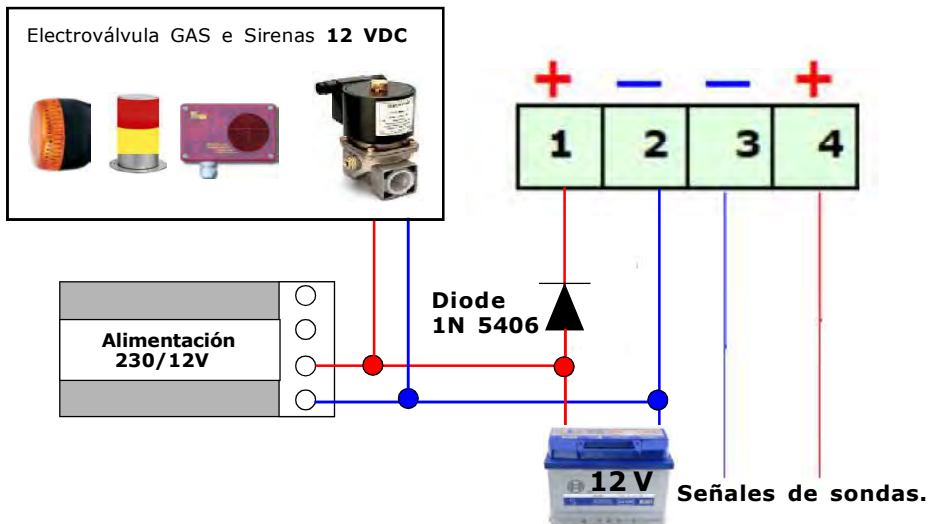 Electroválvula GAS e Sirenas 12 VDC
+ − − +
1 2 3 4
Diode
1N 5406
Alimentación
230/12V
12 V
Señales de sondas.